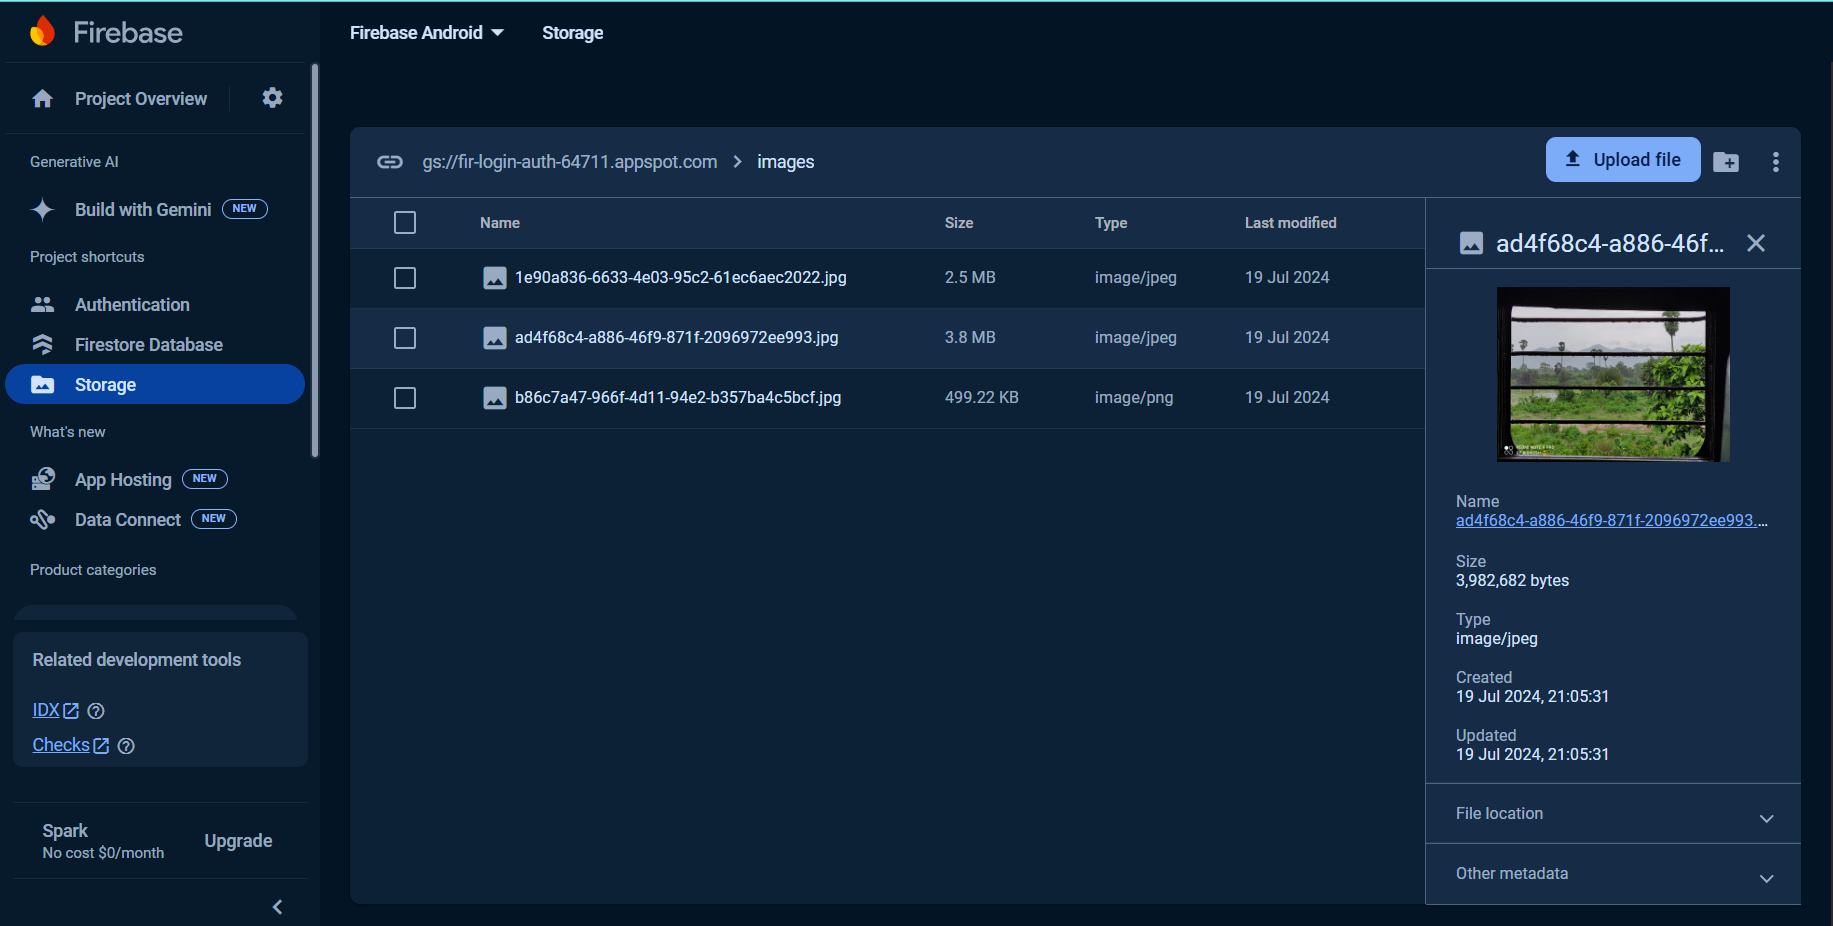 Firebase
Project Overview
Generative AI
Build with Gemini NEW
Project shortcuts
Authentication
Firestore Database
Storage
What's new
App Hosting NEW
Data Connect NEW
Product categories
Related development tools
IDX
Checks
Spark
No cost $0/month
Upgrade
Firebase Android Storage
gs://fir-login-auth-64711.appspot.com > images
Upload file
Name Size Type Last modified
1e90a836-6633-4e03-95c2-61ec6aec2022.jpg 2.5 MB image/jpeg 19 Jul 2024
ad4f68c4-a886-46f9-871f-2096972ee993.jpg 3.8 MB image/jpeg 19 Jul 2024
b86c7a47-966f-4d11-94e2-b357ba4c5bcf.jpg 499.22 KB image/png 19 Jul 2024
ad4f68c4-a886-46f...
Name
ad4f68c4-a886-46f9-871f-2096972ee993....
Size
3,982,682 bytes
Type
image/jpeg
Created
19 Jul 2024, 21:05:31
Updated
19 Jul 2024, 21:05:31
File location
Other metadata